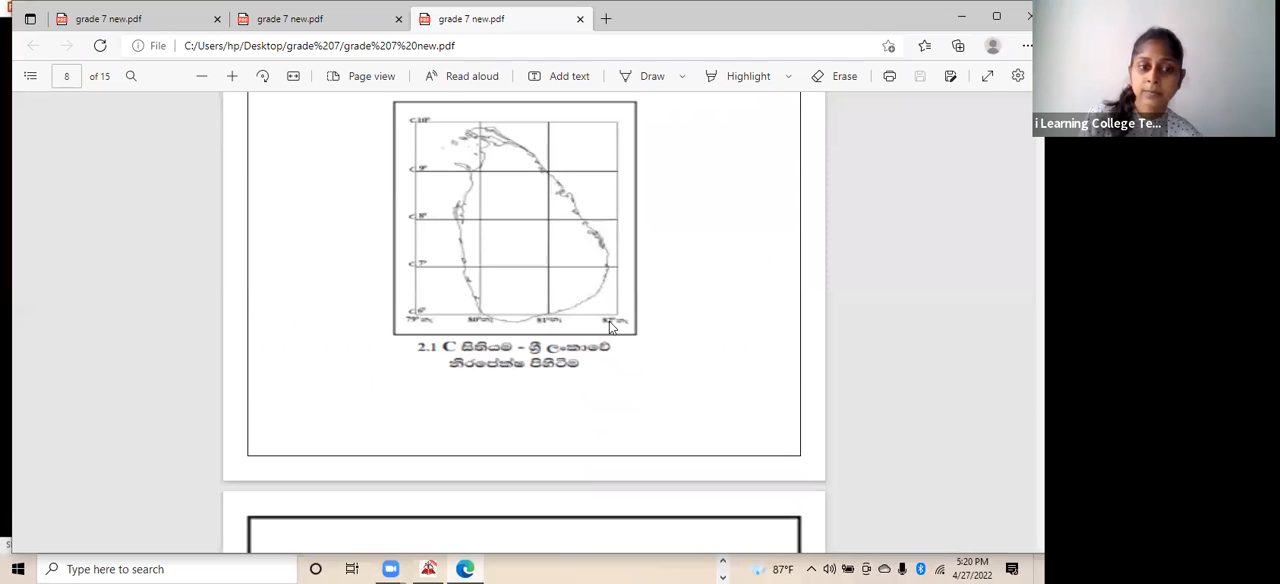 grade 7 new.pdf
grade 7 new.pdf
grade 7 new.pdf
File C:/Users/hp/Desktop/grade%207/grade%207%20new.pdf
8 of 15 Page view Read aloud Add text Draw Highlight Erase
i Learning College Te...
2.1 C සිතියම - ශ්‍රී ලංකාවේ
නිරපේක්ෂ පිහිටීම
Type here to search
87°F
5:20 PM
4/27/2022